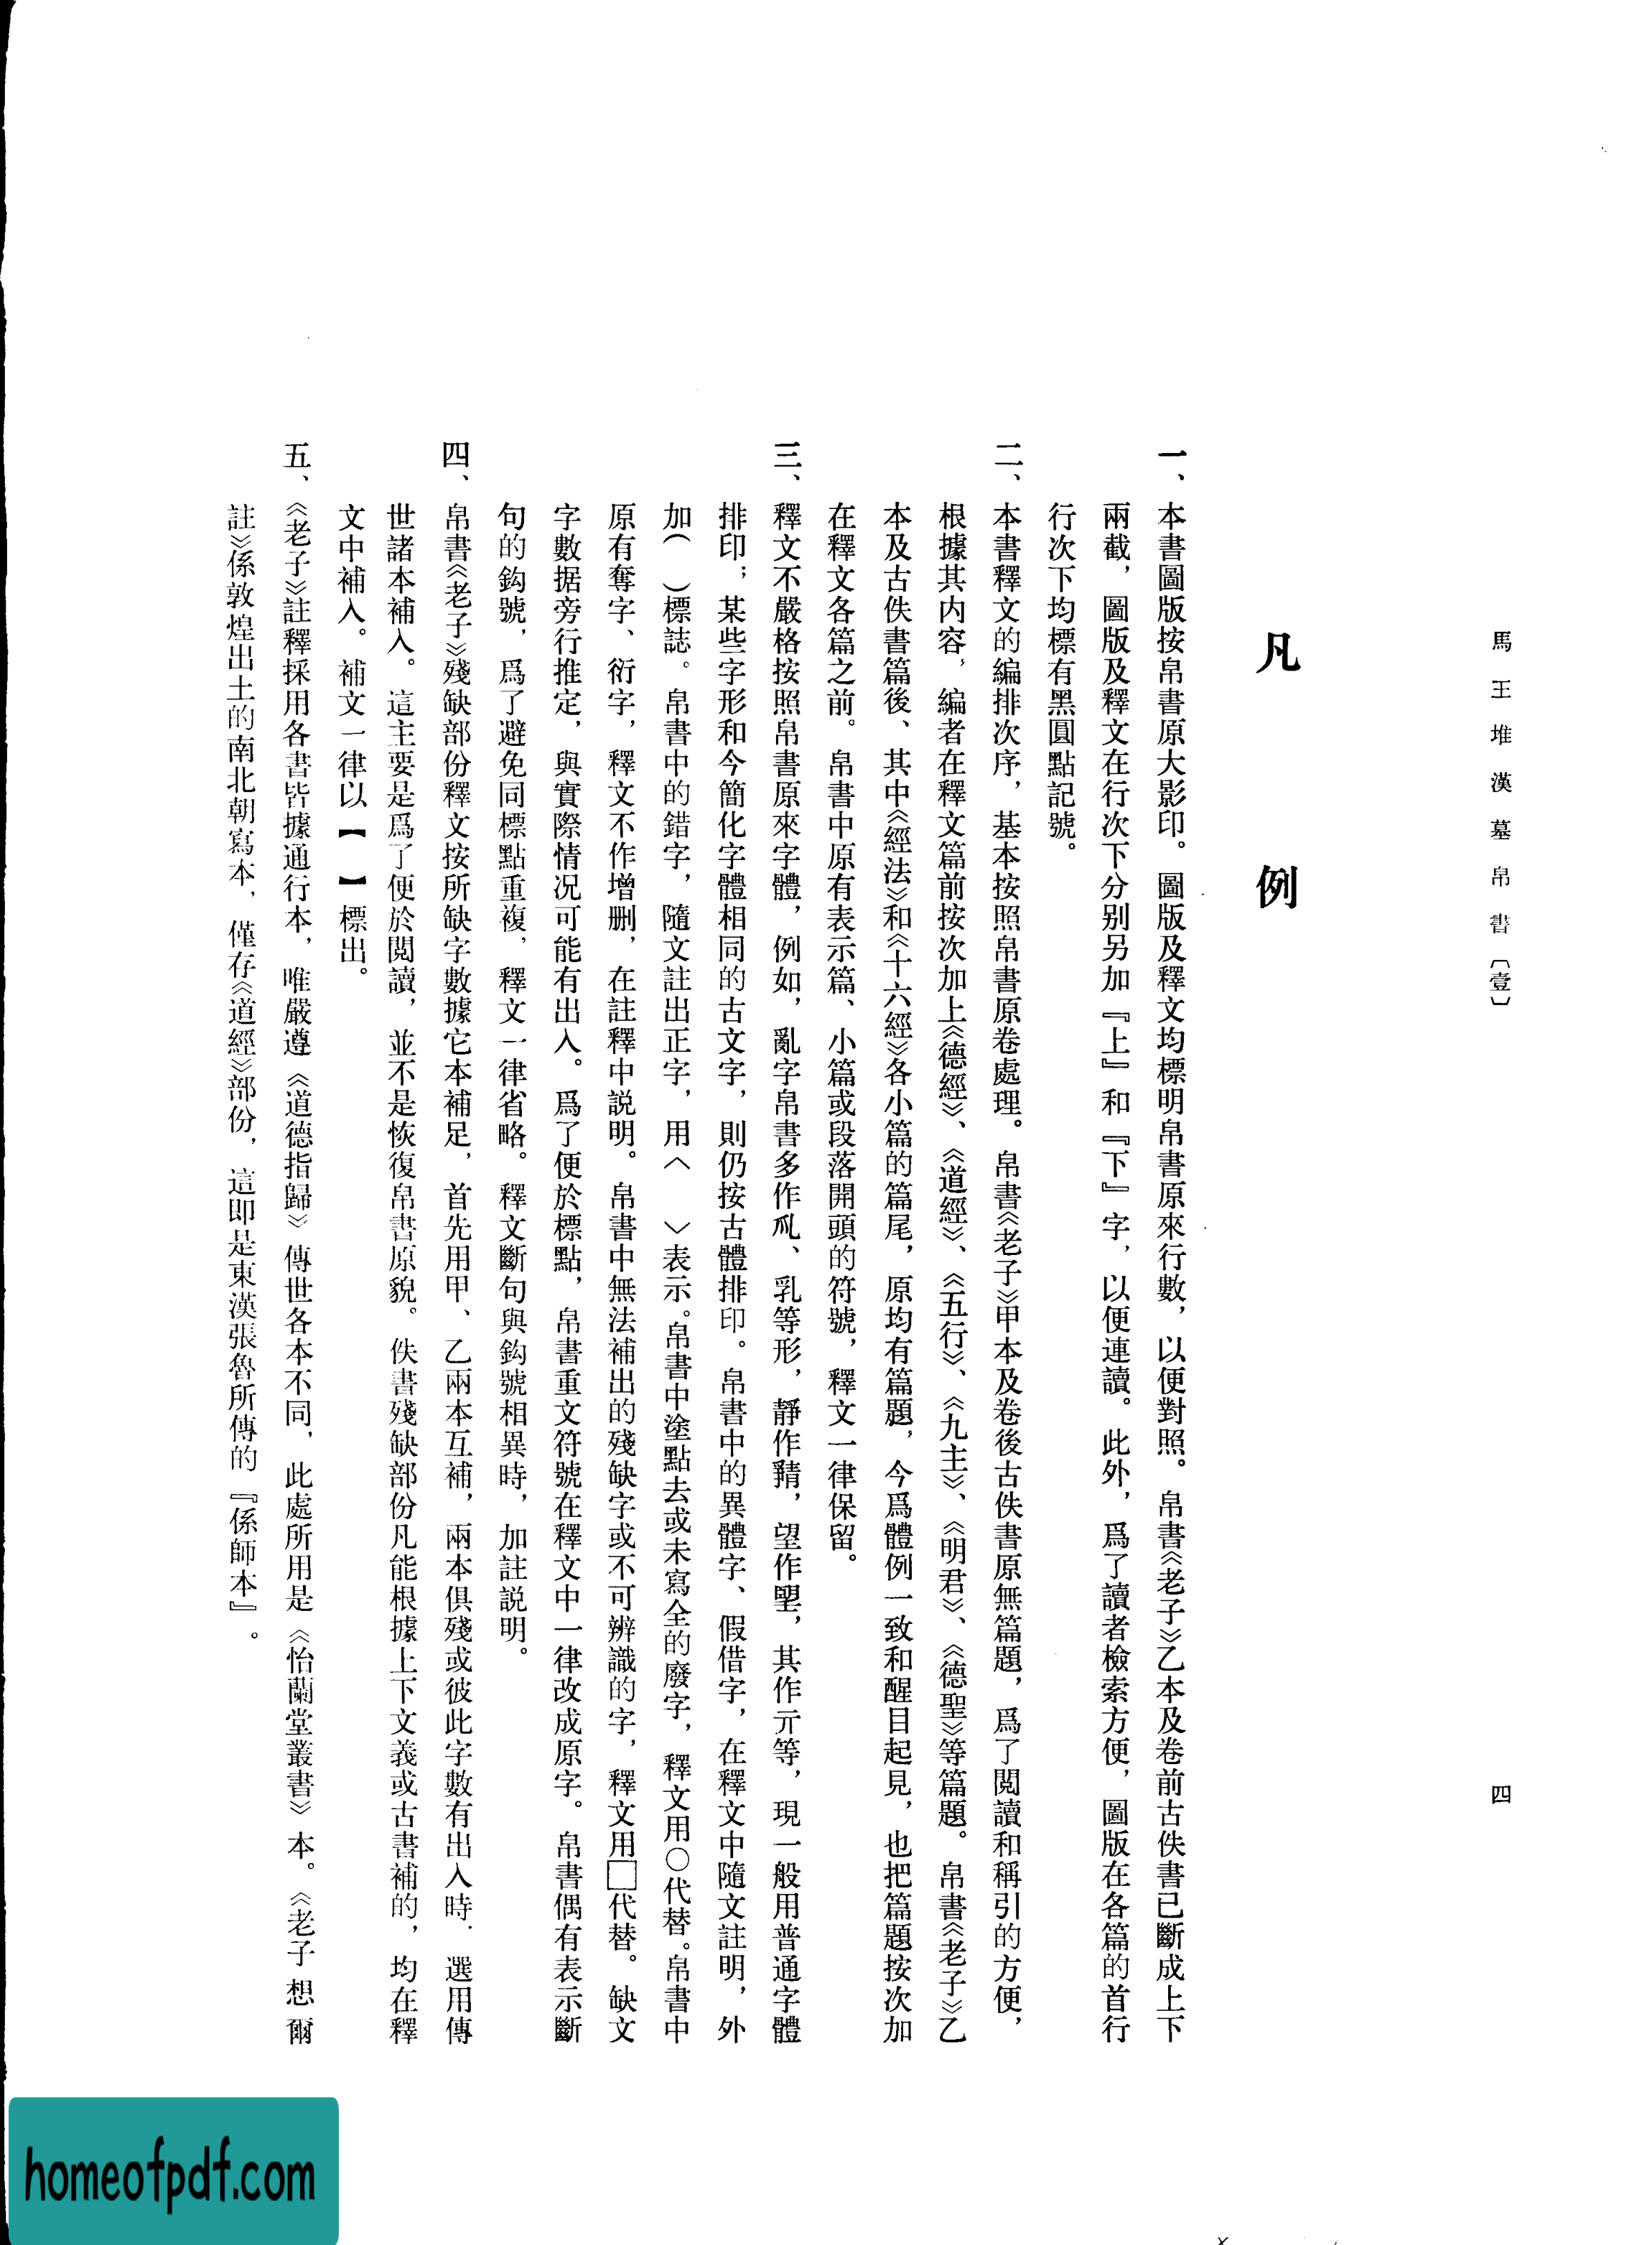 馬王堆漢墓帛書〔壹〕
四
凡例
一、本書圖版按帛書原大影印。圖版及釋文均標明帛書原來行數，以便對照。帛書《老子》乙本及卷前古佚書已斷成上下
兩截，圖版及釋文在行次下分別另加『上』和『下』字，以便連讀。此外，爲了讀者檢索方便，圖版在各篇的首行
行次下均標有黑圓點記號。
二、本書釋文的編排次序，基本按照帛書原卷處理。帛書《老子》甲本及卷後古佚書原無篇題，爲了閲讀和稱引的方便，
根據其内容，編者在釋文篇前按次加上《德經》、《道經》、《五行》、《九主》、《明君》、《德聖》等篇題。帛書《老子》乙
本及古佚書篇後、其中《經法》和《十六經》各小篇的篇尾，原均有篇題，今爲體例一致和醒目起見，也把篇題按次加
在釋文各篇之前。帛書中原有表示篇、小篇或段落開頭的符號，釋文一律保留。
三、釋文不嚴格按照帛書原來字體，例如，亂字帛書多作乿、乳等形，靜作靕，望作朢，其作亓等，現一般用普通字體
排印；某些字形和今簡化字體相同的古文字，則仍按古體排印。帛書中的異體字、假借字，在釋文中隨文註明，外
加（　）標誌。帛書中的錯字，隨文註出正字，用〈　〉表示。帛書中塗點去或未寫全的廢字，釋文用○代替。帛書中
原有奪字、衍字，釋文不作增删，在註釋中説明。帛書中無法補出的殘缺字或不可辨識的字，釋文用□代替。缺文
字數据旁行推定，與實際情况可能有出入。爲了便於標點，帛書重文符號在釋文中一律改成原字。帛書偶有表示斷
句的鈎號，爲了避免同標點重複，釋文一律省略。釋文斷句與鈎號相異時，加註説明。
四、帛書《老子》殘缺部份釋文按所缺字數據它本補足，首先用甲、乙兩本互補，兩本俱殘或彼此字數有出入時，選用傳
世諸本補入。這主要是爲了便於閲讀，並不是恢復帛書原貌。佚書殘缺部份凡能根據上下文義或古書補的，均在釋
文中補入。補文一律以【　】標出。
五、《老子》註釋採用各書皆據通行本，唯嚴遵《道德指歸》傳世各本不同，此處所用是《怡蘭堂叢書》本。《老子想爾
註》係敦煌出土的南北朝寫本，僅存《道經》部份，這即是東漢張魯所傳的『係師本』。
homeofpdf.com